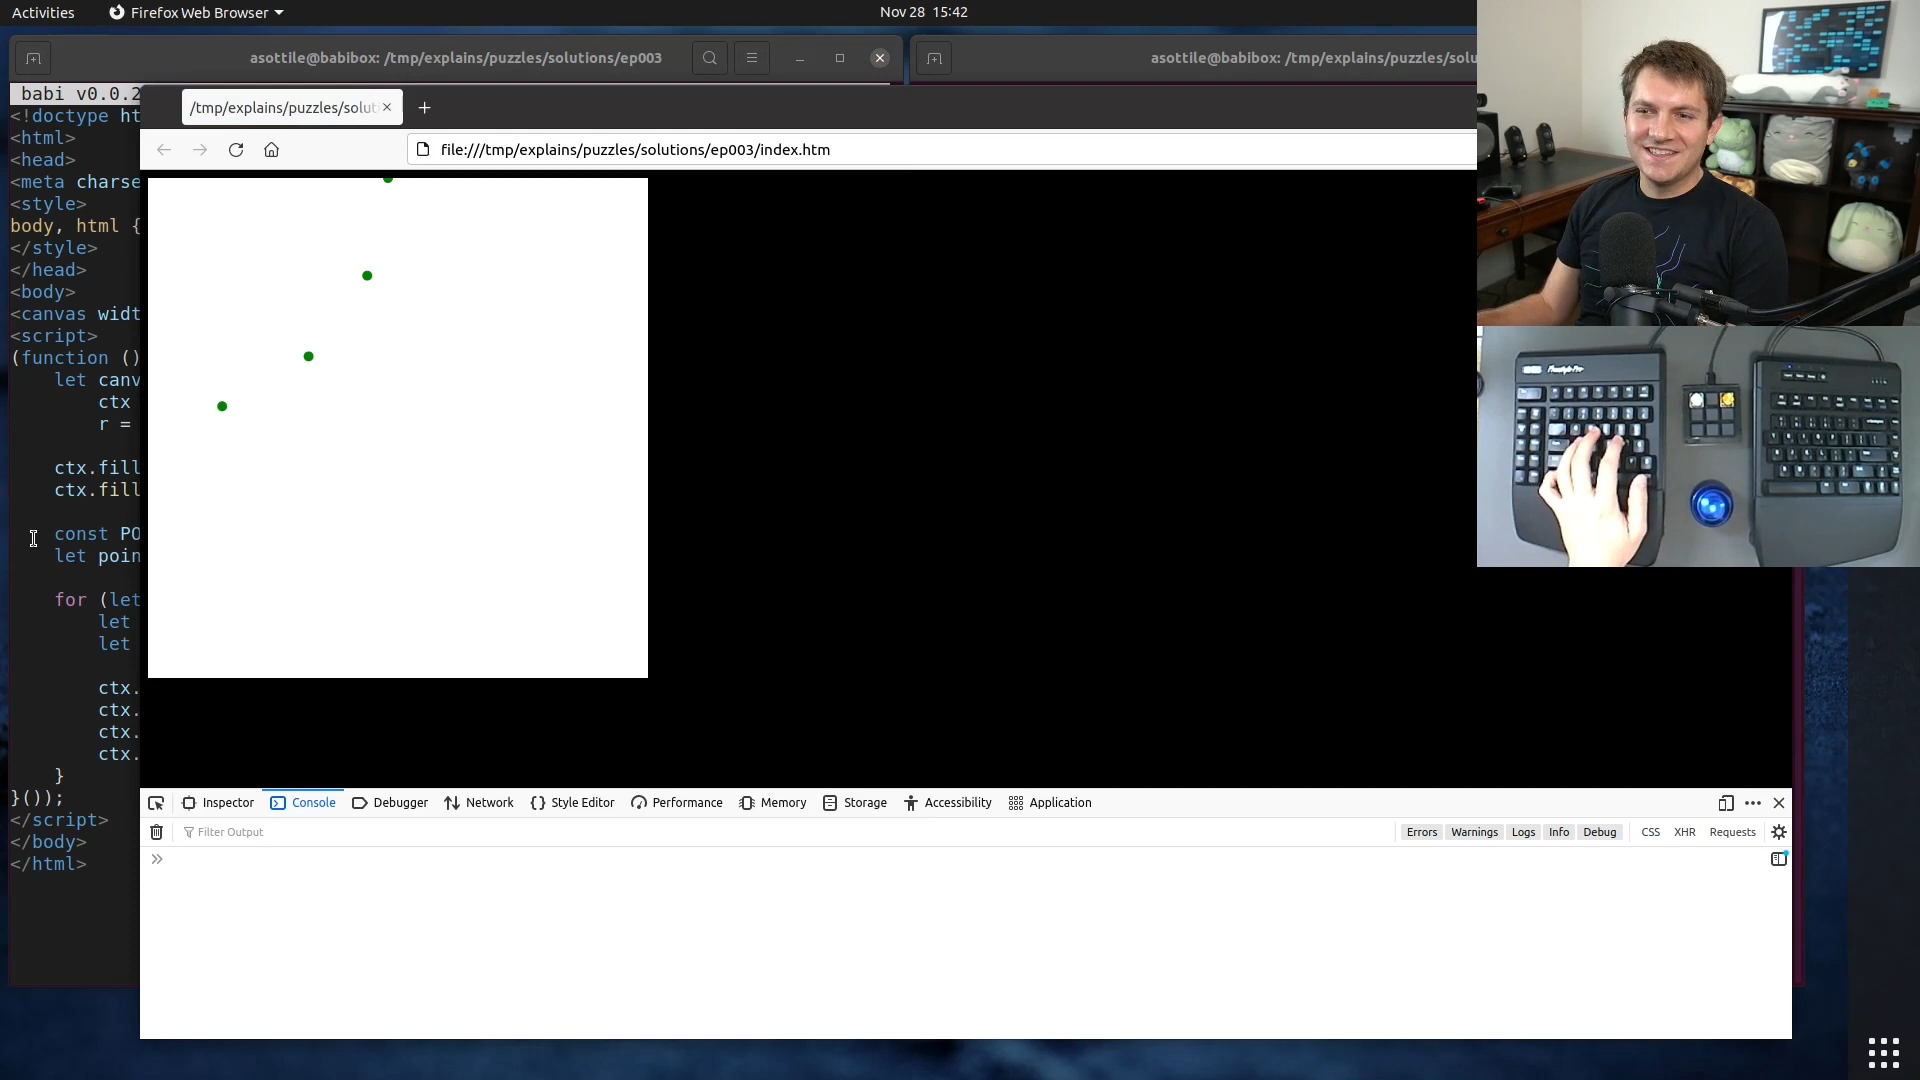 Activities
Firefox Web Browser
Nov 28 15:42
asottile@babibox: /tmp/explains/puzzles/solutions/ep003
asottile@babibox: /tmp/explains/puzzles/solu
babi v0.0.2
/tmp/explains/puzzles/solut
file:///tmp/explains/puzzles/solutions/ep003/index.htm
<!doctype ht
<html>
<head>
<meta charse
<style>
body, html {
</style>
</head>
<body>
<canvas widt
<script>
(function ()
let canv
ctx
r =
ctx.fill
ctx.fill
const PO
let poin
for (let
let
let
ctx.
ctx.
ctx.
ctx.
}
}());
</script>
</body>
</html>
Inspector
Console
Debugger
Network
Style Editor
Performance
Memory
Storage
Accessibility
Application
Filter Output
Errors
Warnings
Logs
Info
Debug
CSS
XHR
Requests